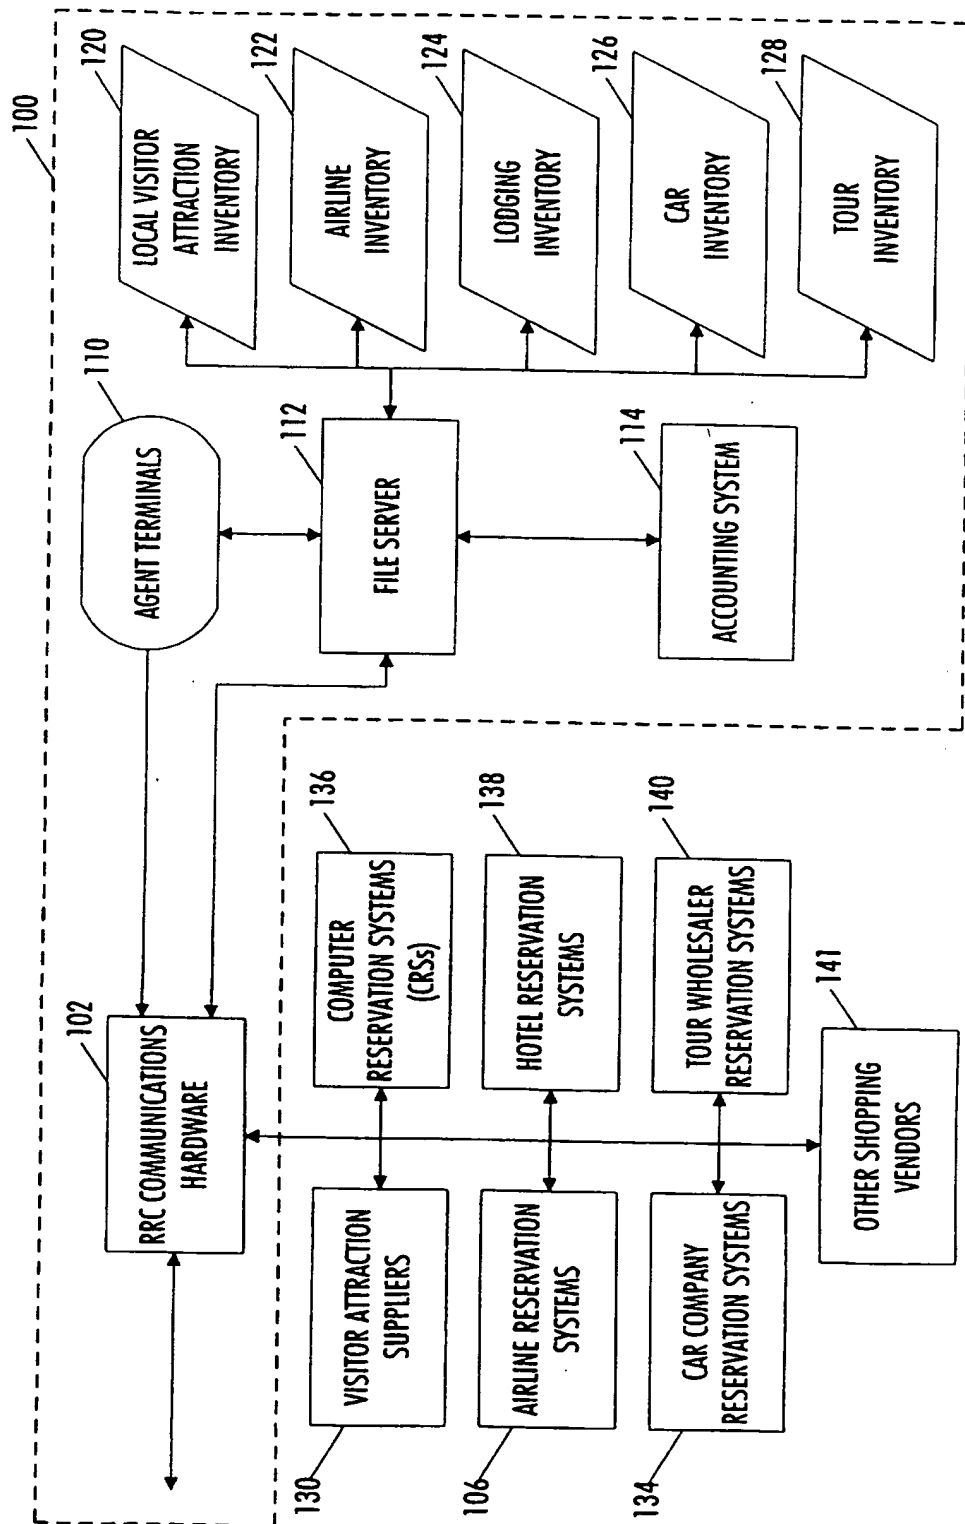 100
102
RRC COMMUNICATIONS
HARDWARE
110
AGENT TERMINALS
120
LOCAL VISITOR
ATTRACTION
INVENTORY
112
FILE SERVER
122
AIRLINE
INVENTORY
124
LODGING
INVENTORY
114
ACCOUNTING SYSTEM
126
CAR
INVENTORY
128
TOUR
INVENTORY
130
VISITOR ATTRACTION
SUPPLIERS
136
COMPUTER
RESERVATION SYSTEMS
(CRSs)
106
AIRLINE RESERVATION
SYSTEMS
138
HOTEL RESERVATION
SYSTEMS
134
CAR COMPANY
RESERVATION SYSTEMS
140
TOUR WHOLESALER
RESERVATION SYSTEMS
141
OTHER SHOPPING
VENDORS